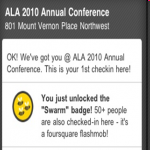 ALA 2010 Annual Conference
801 Mount Vernon Place Northwest
OK! We've got you @ ALA 2010 Annual
Conference. This is your 1st checkin here!
You just unlocked the
"Swarm" badge! 50+ people
are also checked-in here - it's
a foursquare flashmob!